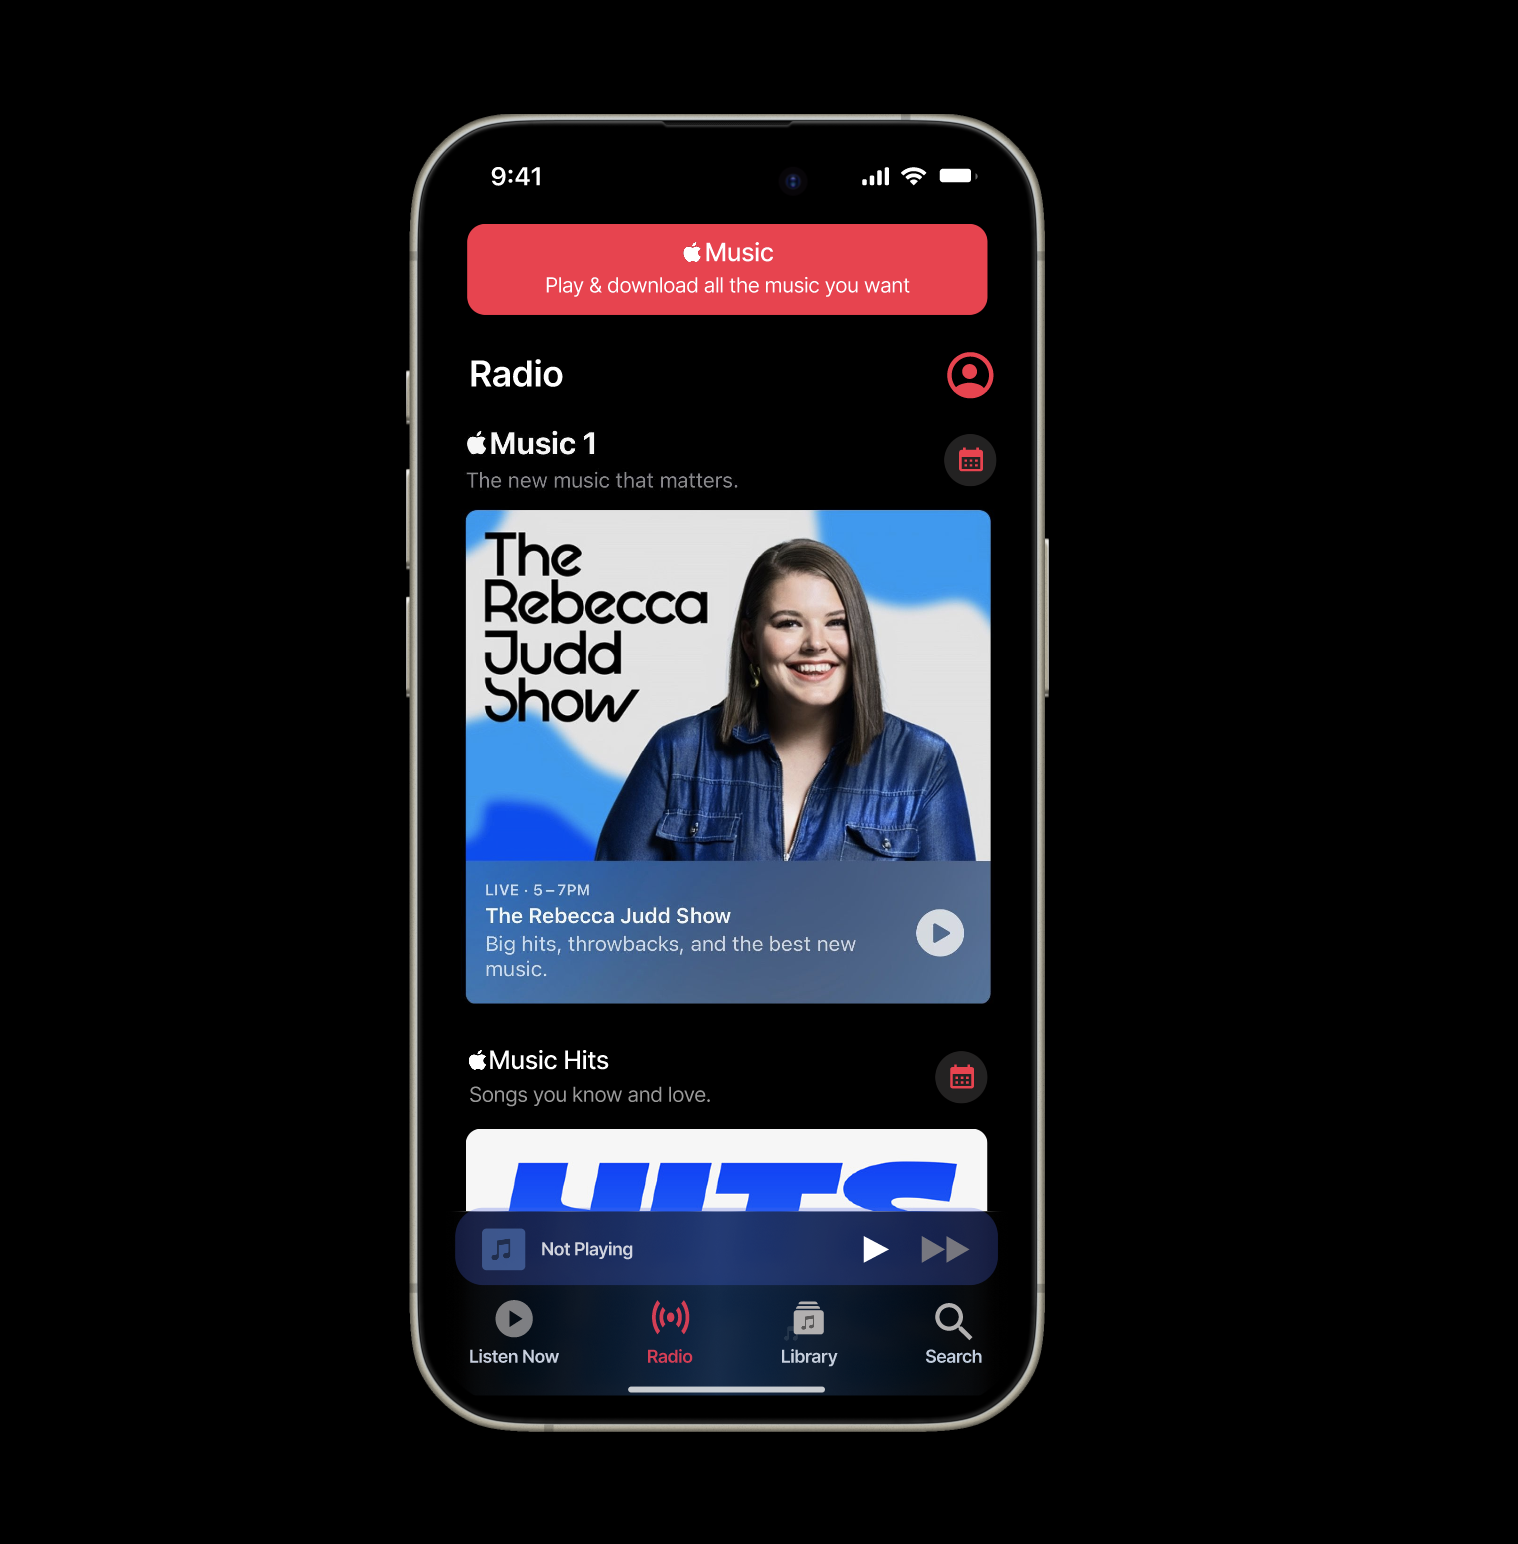 9:41
Music
Play & download all the music you want
Radio
Music 1
The new music that matters.
The
Rebecca
Judd
Show
LIVE · 5–7PM
The Rebecca Judd Show
Big hits, throwbacks, and the best new
music.
Music Hits
Songs you know and love.
HITS
Not Playing
Listen Now
Radio
Library
Search